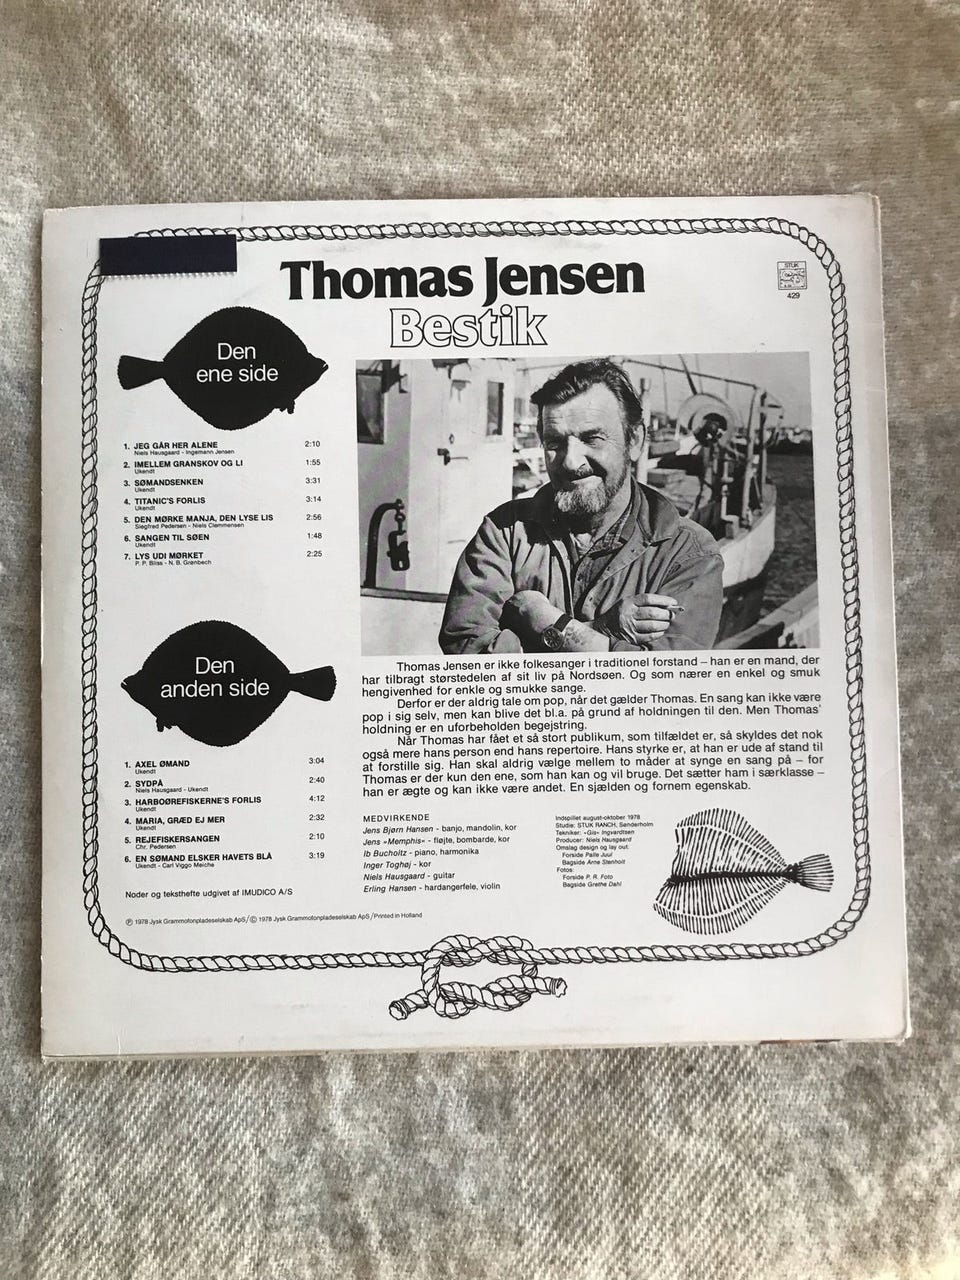 Thomas Jensen
Bestik
STUK
429
Den
ene side
1. JEG GÅR HER ALENE 2:10
Niels Hausgaard - Ingemann Jensen
2. IMELLEM GRANSKOV OG LI 1:55
Ukendt
3. SØMANDSENKEN 3:31
Ukendt
4. TITANIC'S FORLIS 3:14
Ukendt
5. DEN MØRKE MANJA, DEN LYSE LIS 2:56
Siegfred Pedersen - Niels Clemmensen
6. SANGEN TIL SØEN 1:48
Ukendt
7. LYS UDI MØRKET 2:25
P. P. Bliss - N. B. Grønbech
Den
anden side
1. AXEL ØMAND 3:04
Ukendt
2. SYDPÅ 2:40
Niels Hausgaard - Ukendt
3. HARBOØREFISKERNE'S FORLIS 4:12
Ukendt
4. MARIA, GRÆD EJ MER 2:32
Ukendt
5. REJEFISKERSANGEN 2:10
Chr. Pedersen
6. EN SØMAND ELSKER HAVETS BLÅ 3:19
Ukendt - Carl Viggo Meiche
Noder og teksthefte udgivet af IMUDICO A/S
℗ 1978 Jysk Grammofonpladeselskab ApS/© 1978 Jysk Grammofonpladeselskab ApS/Printed in Holland
Thomas Jensen er ikke folkesanger i traditionel forstand – han er en mand, der
har tilbragt størstedelen af sit liv på Nordsøen. Og som nærer en enkel og smuk
hengivenhed for enkle og smukke sange.
Derfor er der aldrig tale om pop, når det gælder Thomas. En sang kan ikke være
pop i sig selv, men kan blive det bl.a. på grund af holdningen til den. Men Thomas'
holdning er en uforbeholden begejstring.
Når Thomas har fået et så stort publikum, som tilfældet er, så skyldes det nok
også mere hans person end hans repertoire. Hans styrke er, at han er ude af stand til
at forstille sig. Han skal aldrig vælge mellem to måder at synge en sang på – for
Thomas er der kun den ene, som han kan og vil bruge. Det sætter ham i særklasse –
han er ægte og kan ikke være andet. En sjælden og fornem egenskab.
MEDVIRKENDE
Jens Bjørn Hansen - banjo, mandolin, kor
Jens »Memphis« - fløjte, bombarde, kor
Ib Bucholtz - piano, harmonika
Inger Toghøj - kor
Niels Hausgaard - guitar
Erling Hansen - hardangerfele, violin
Indspillet august-oktober 1978
Studie: STUK RANCH, Sønderholm
Tekniker: »Gis« Ingvardtsen
Producer: Niels Hausgaard
Omslag design og lay out:
Forside Palle Juul
Bagside Arne Stenholt
Fotos:
Forside P. R. Foto
Bagside Grethe Dahl